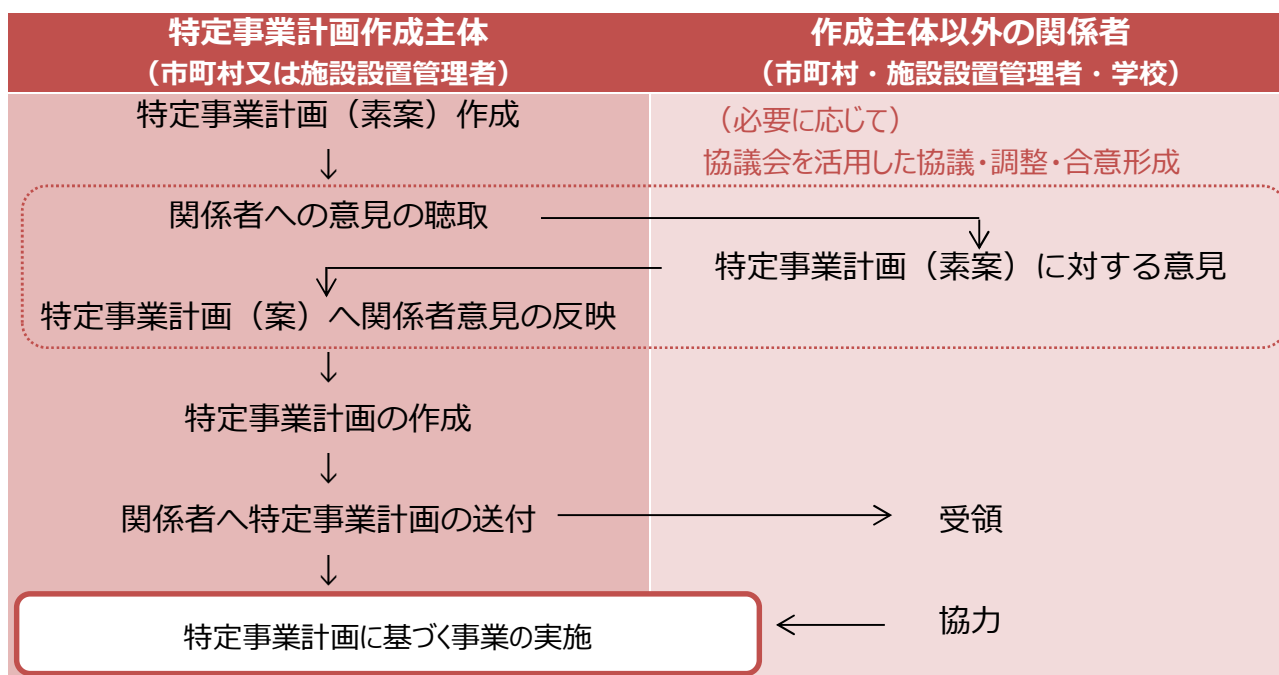 特定事業計画作成主体
（市町村又は施設設置管理者）
作成主体以外の関係者
（市町村・施設設置管理者・学校）
特定事業計画（素案）作成
（必要に応じて）
協議会を活用した協議・調整・合意形成
↓
関係者への意見の聴取
特定事業計画（素案）に対する意見
特定事業計画（案）へ関係者意見の反映
↓
特定事業計画の作成
↓
関係者へ特定事業計画の送付
受領
↓
協力
特定事業計画に基づく事業の実施